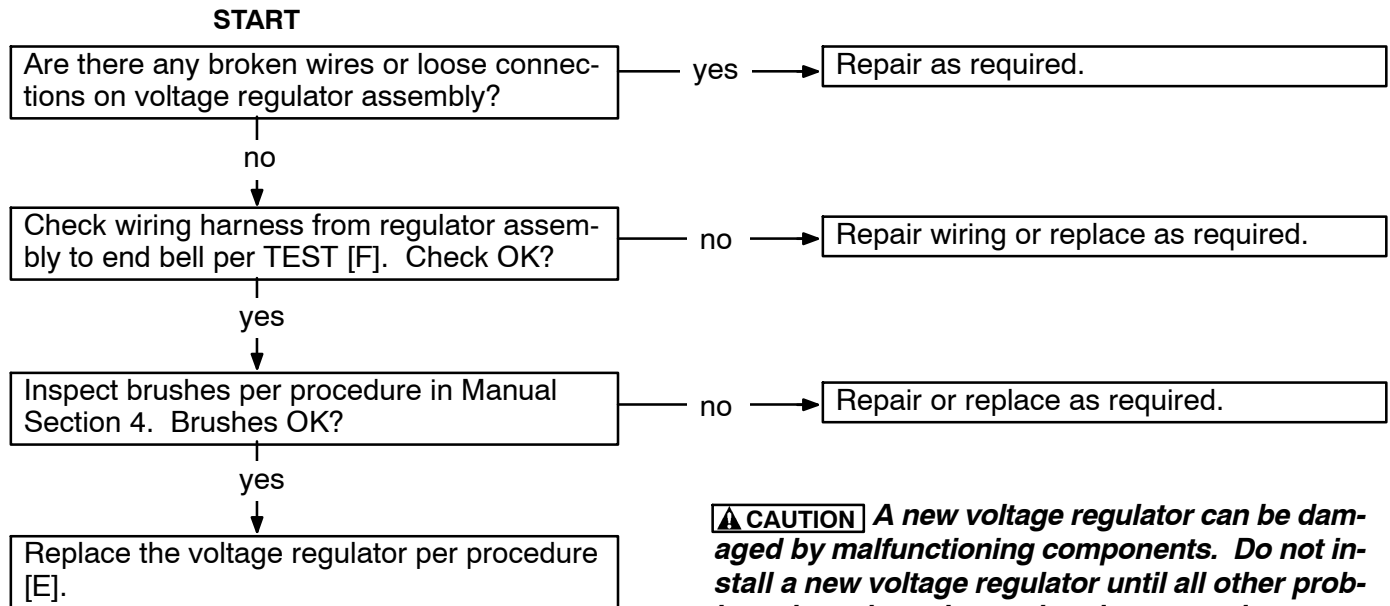 START
Are there any broken wires or loose connec-
tions on voltage regulator assembly?
yes
Repair as required.
no
Check wiring harness from regulator assem-
bly to end bell per TEST [F]. Check OK?
no
Repair wiring or replace as required.
yes
Inspect brushes per procedure in Manual
Section 4. Brushes OK?
no
Repair or replace as required.
yes
Replace the voltage regulator per procedure
[E].
CAUTION A new voltage regulator can be dam-
aged by malfunctioning components. Do not in-
stall a new voltage regulator until all other prob-